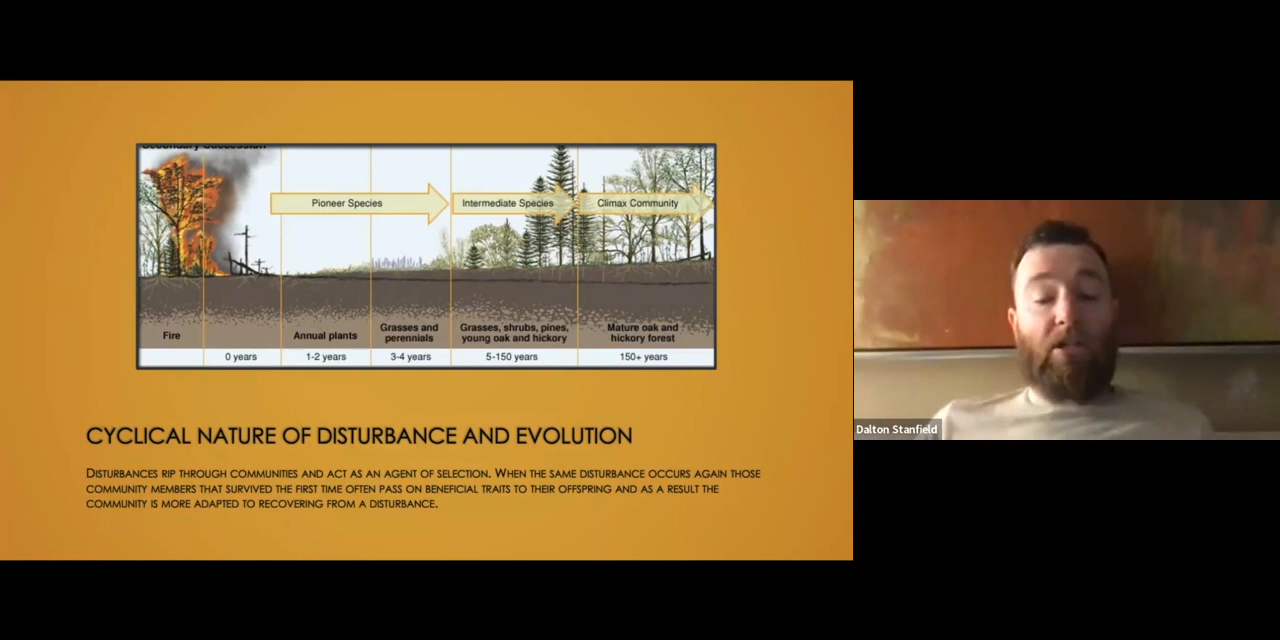 Secondary Succession
Pioneer Species
Intermediate Species
Climax Community
Fire
Annual plants
Grasses and
perennials
Grasses, shrubs, pines,
young oak and hickory
Mature oak and
hickory forest
0 years
1-2 years
3-4 years
5-150 years
150+ years
CYCLICAL NATURE OF DISTURBANCE AND EVOLUTION
DISTURBANCES RIP THROUGH COMMUNITIES AND ACT AS AN AGENT OF SELECTION. WHEN THE SAME DISTURBANCE OCCURS AGAIN THOSE
COMMUNITY MEMBERS THAT SURVIVED THE FIRST TIME OFTEN PASS ON BENEFICIAL TRAITS TO THEIR OFFSPRING AND AS A RESULT THE
COMMUNITY IS MORE ADAPTED TO RECOVERING FROM A DISTURBANCE.
Dalton Stanfield